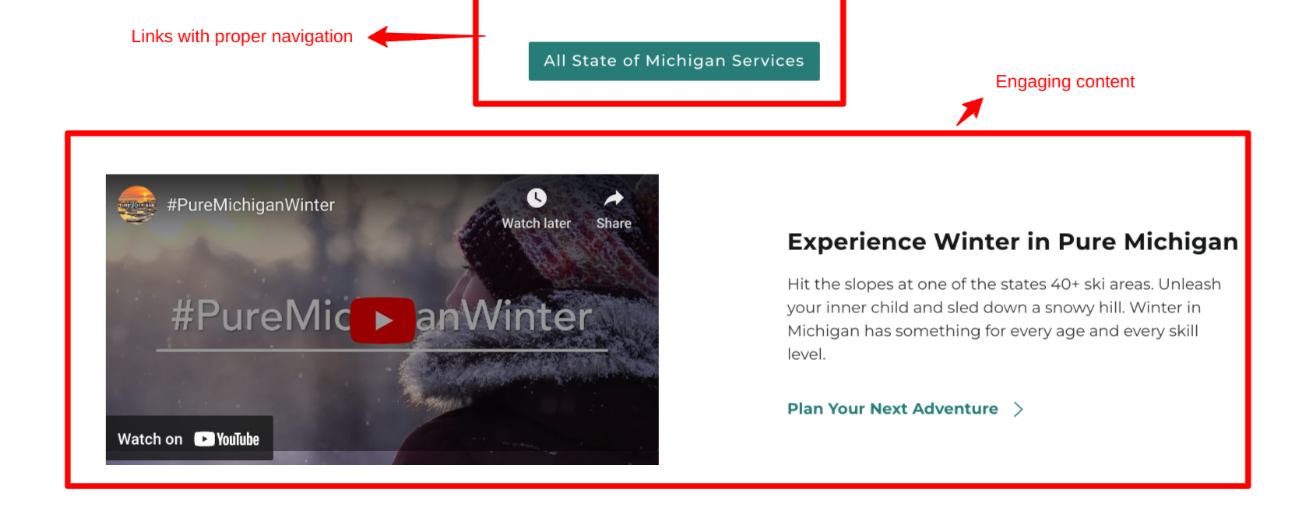 Links with proper navigation
All State of Michigan Services
Engaging content
#PureMichiganWinter
Watch later
Share
#PureMic anWinter
Watch on YouTube
Experience Winter in Pure Michigan
Hit the slopes at one of the states 40+ ski areas. Unleash
your inner child and sled down a snowy hill. Winter in
Michigan has something for every age and every skill
level.
Plan Your Next Adventure